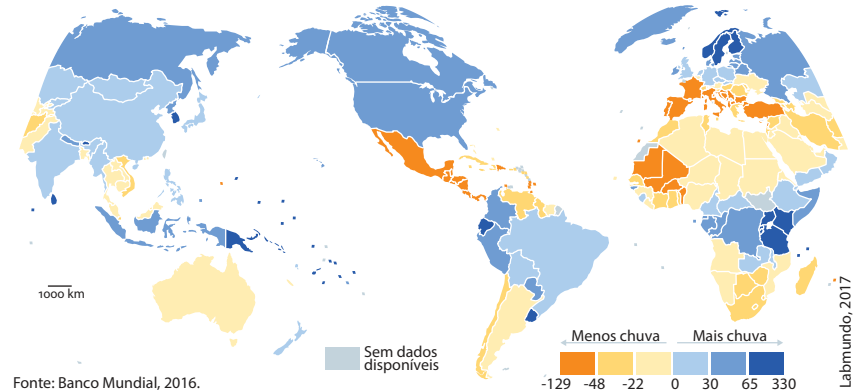 1000 km
Fonte: Banco Mundial, 2016.
Sem dados
disponíveis
Menos chuva
Mais chuva
-129 -48 -22 0 30 65 330
Labmundo, 2017